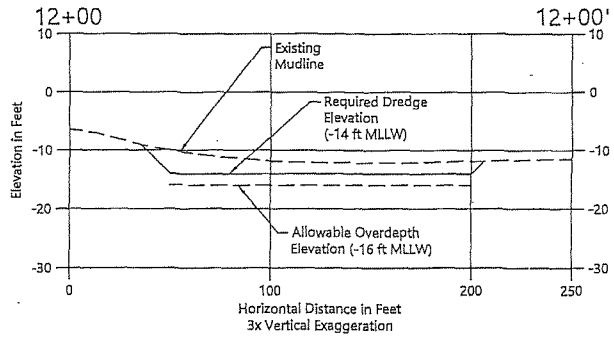 12+00
12+00'
10
10
Existing
Mudline
0
0
Required Dredge
Elevation
(-14 ft MLLW)
Elevation in Feet
-10
-10
-20
-20
Allowable Overdepth
Elevation (-16 ft MLLW)
-30
-30
0
100
200
250
Horizontal Distance in Feet
3x Vertical Exaggeration